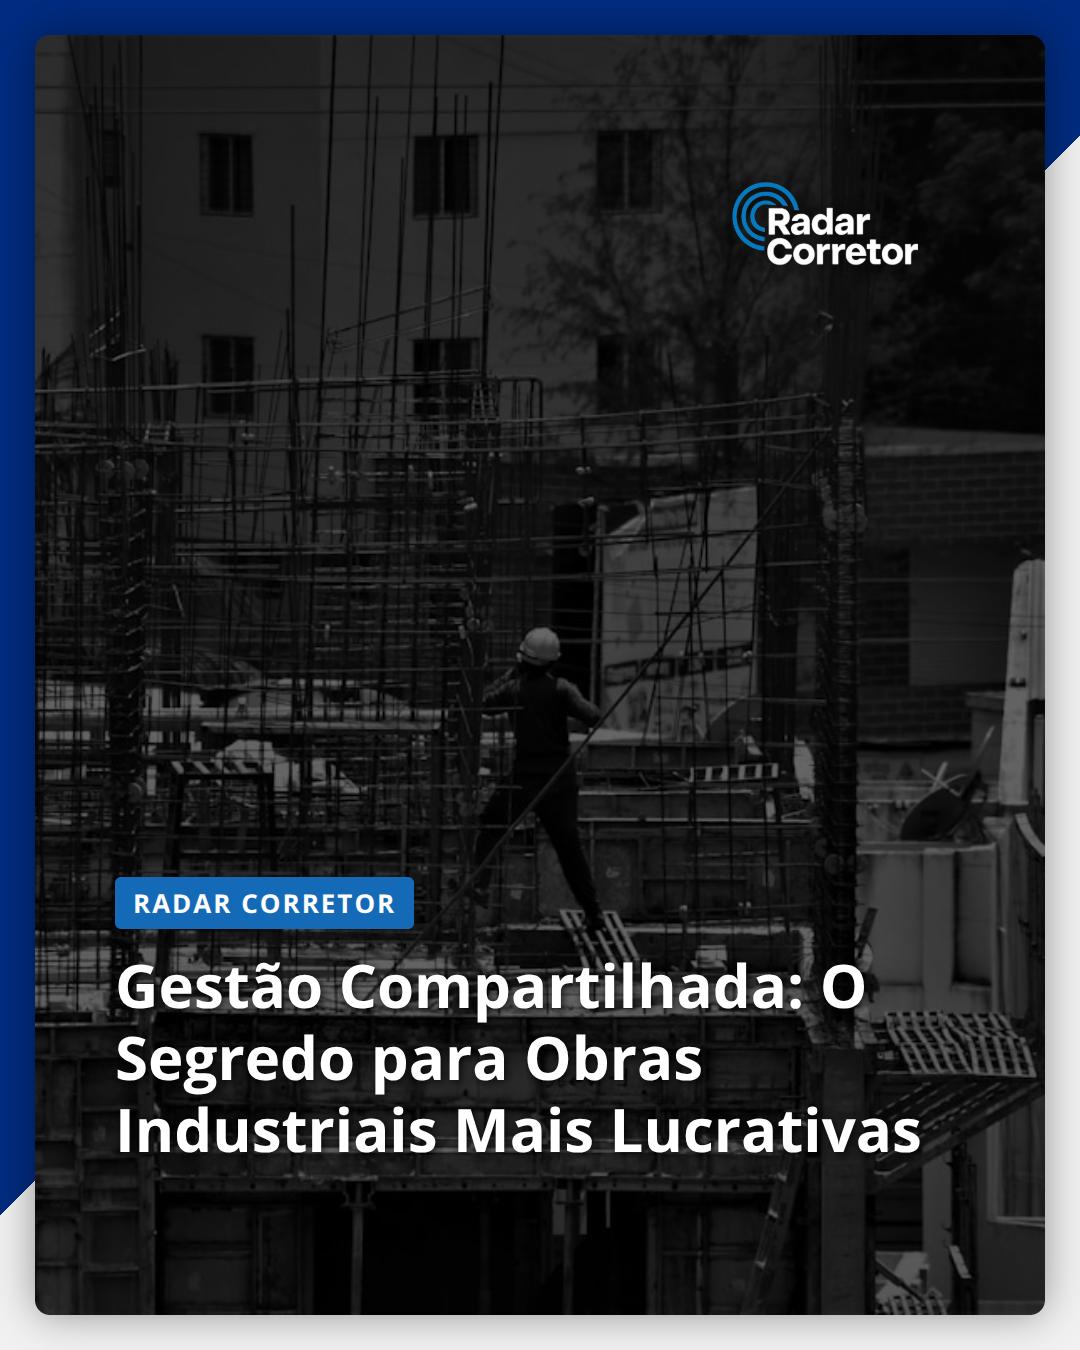 Radar
Corretor
RADAR CORRETOR
Gestão Compartilhada: O
Segredo para Obras
Industriais Mais Lucrativas